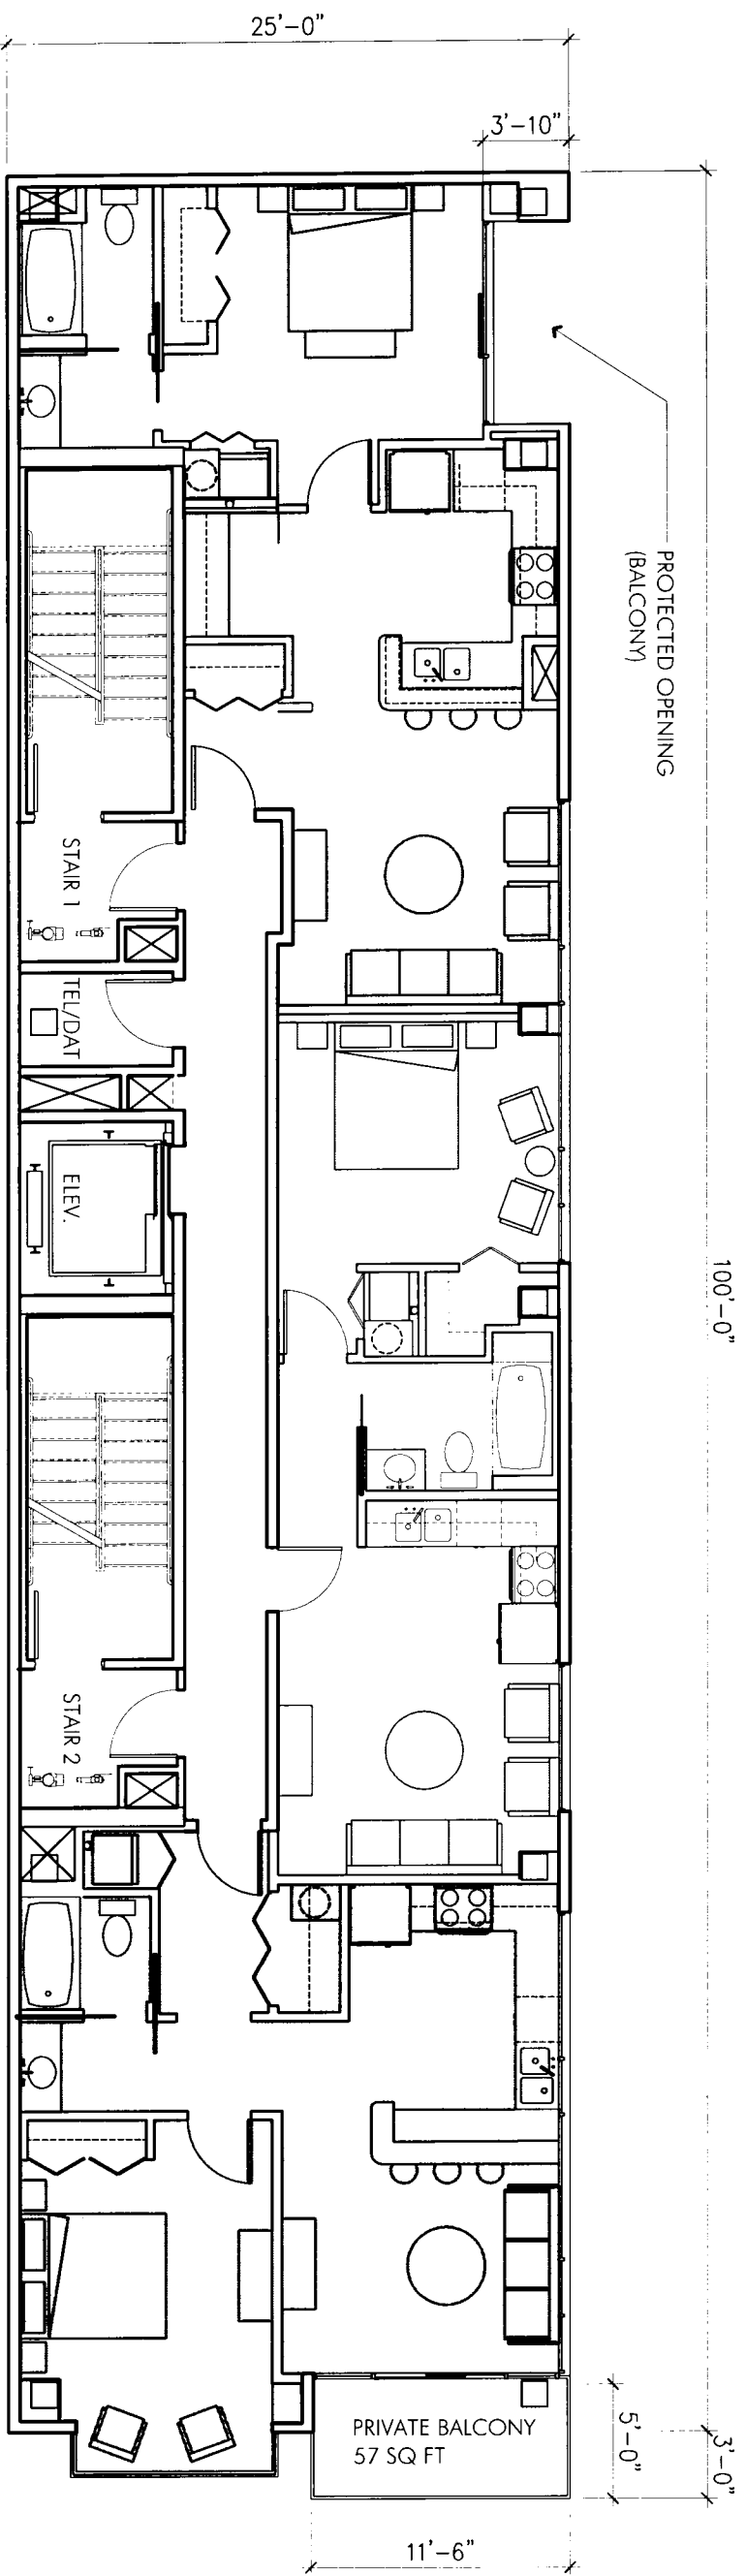 25'-0"
3'-10"
PROTECTED OPENING
(BALCONY)
100'-0"
STAIR 1
TEL/DAT
ELEV.
STAIR 2
PRIVATE BALCONY
57 SQ FT
5'-0"
3'-0"
11'-6"